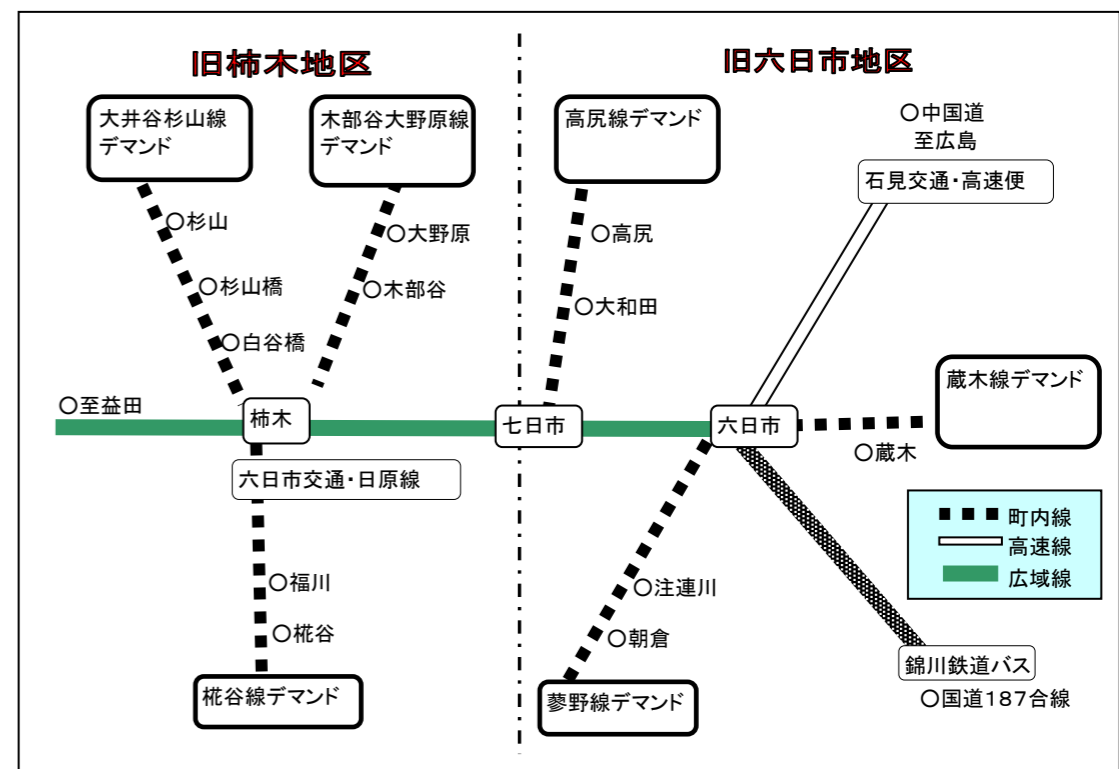 旧柿木地区
旧六日市地区
大井谷杉山線
デマンド
木部谷大野原線
デマンド
高尻線デマンド
○中国道
至広島
石見交通・高速便
○杉山
○大野原
○高尻
○杉山橋
○木部谷
○大和田
○白谷橋
蔵木線デマンド
○至益田
柿木
七日市
六日市
○蔵木
六日市交通・日原線
町内線
高速線
広域線
○福川
○注連川
○椛谷
○朝倉
錦川鉄道バス
○国道187合線
椛谷線デマンド
蓼野線デマンド